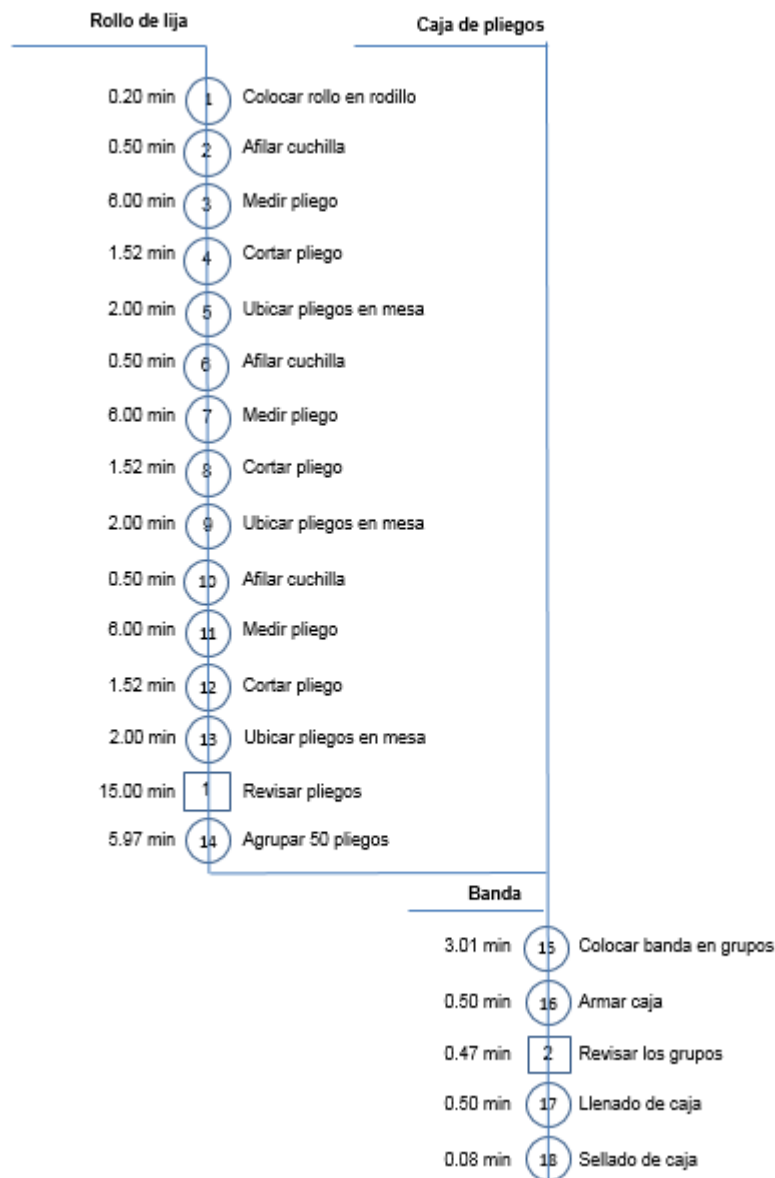 Rollo de lija Caja de pliegos
0.20 min 1 Colocar rollo en rodillo
0.50 min 2 Afilar cuchilla
6.00 min 3 Medir pliego
1.52 min 4 Cortar pliego
2.00 min 5 Ubicar pliegos en mesa
0.50 min 6 Afilar cuchilla
6.00 min 7 Medir pliego
1.52 min 8 Cortar pliego
2.00 min 9 Ubicar pliegos en mesa
0.50 min 10 Afilar cuchilla
6.00 min 11 Medir pliego
1.52 min 12 Cortar pliego
2.00 min 13 Ubicar pliegos en mesa
15.00 min 1 Revisar pliegos
5.97 min 14 Agrupar 50 pliegos
Banda
3.01 min 15 Colocar banda en grupos
0.50 min 16 Armar caja
0.47 min 2 Revisar los grupos
0.50 min 17 Llenado de caja
0.08 min 18 Sellado de caja